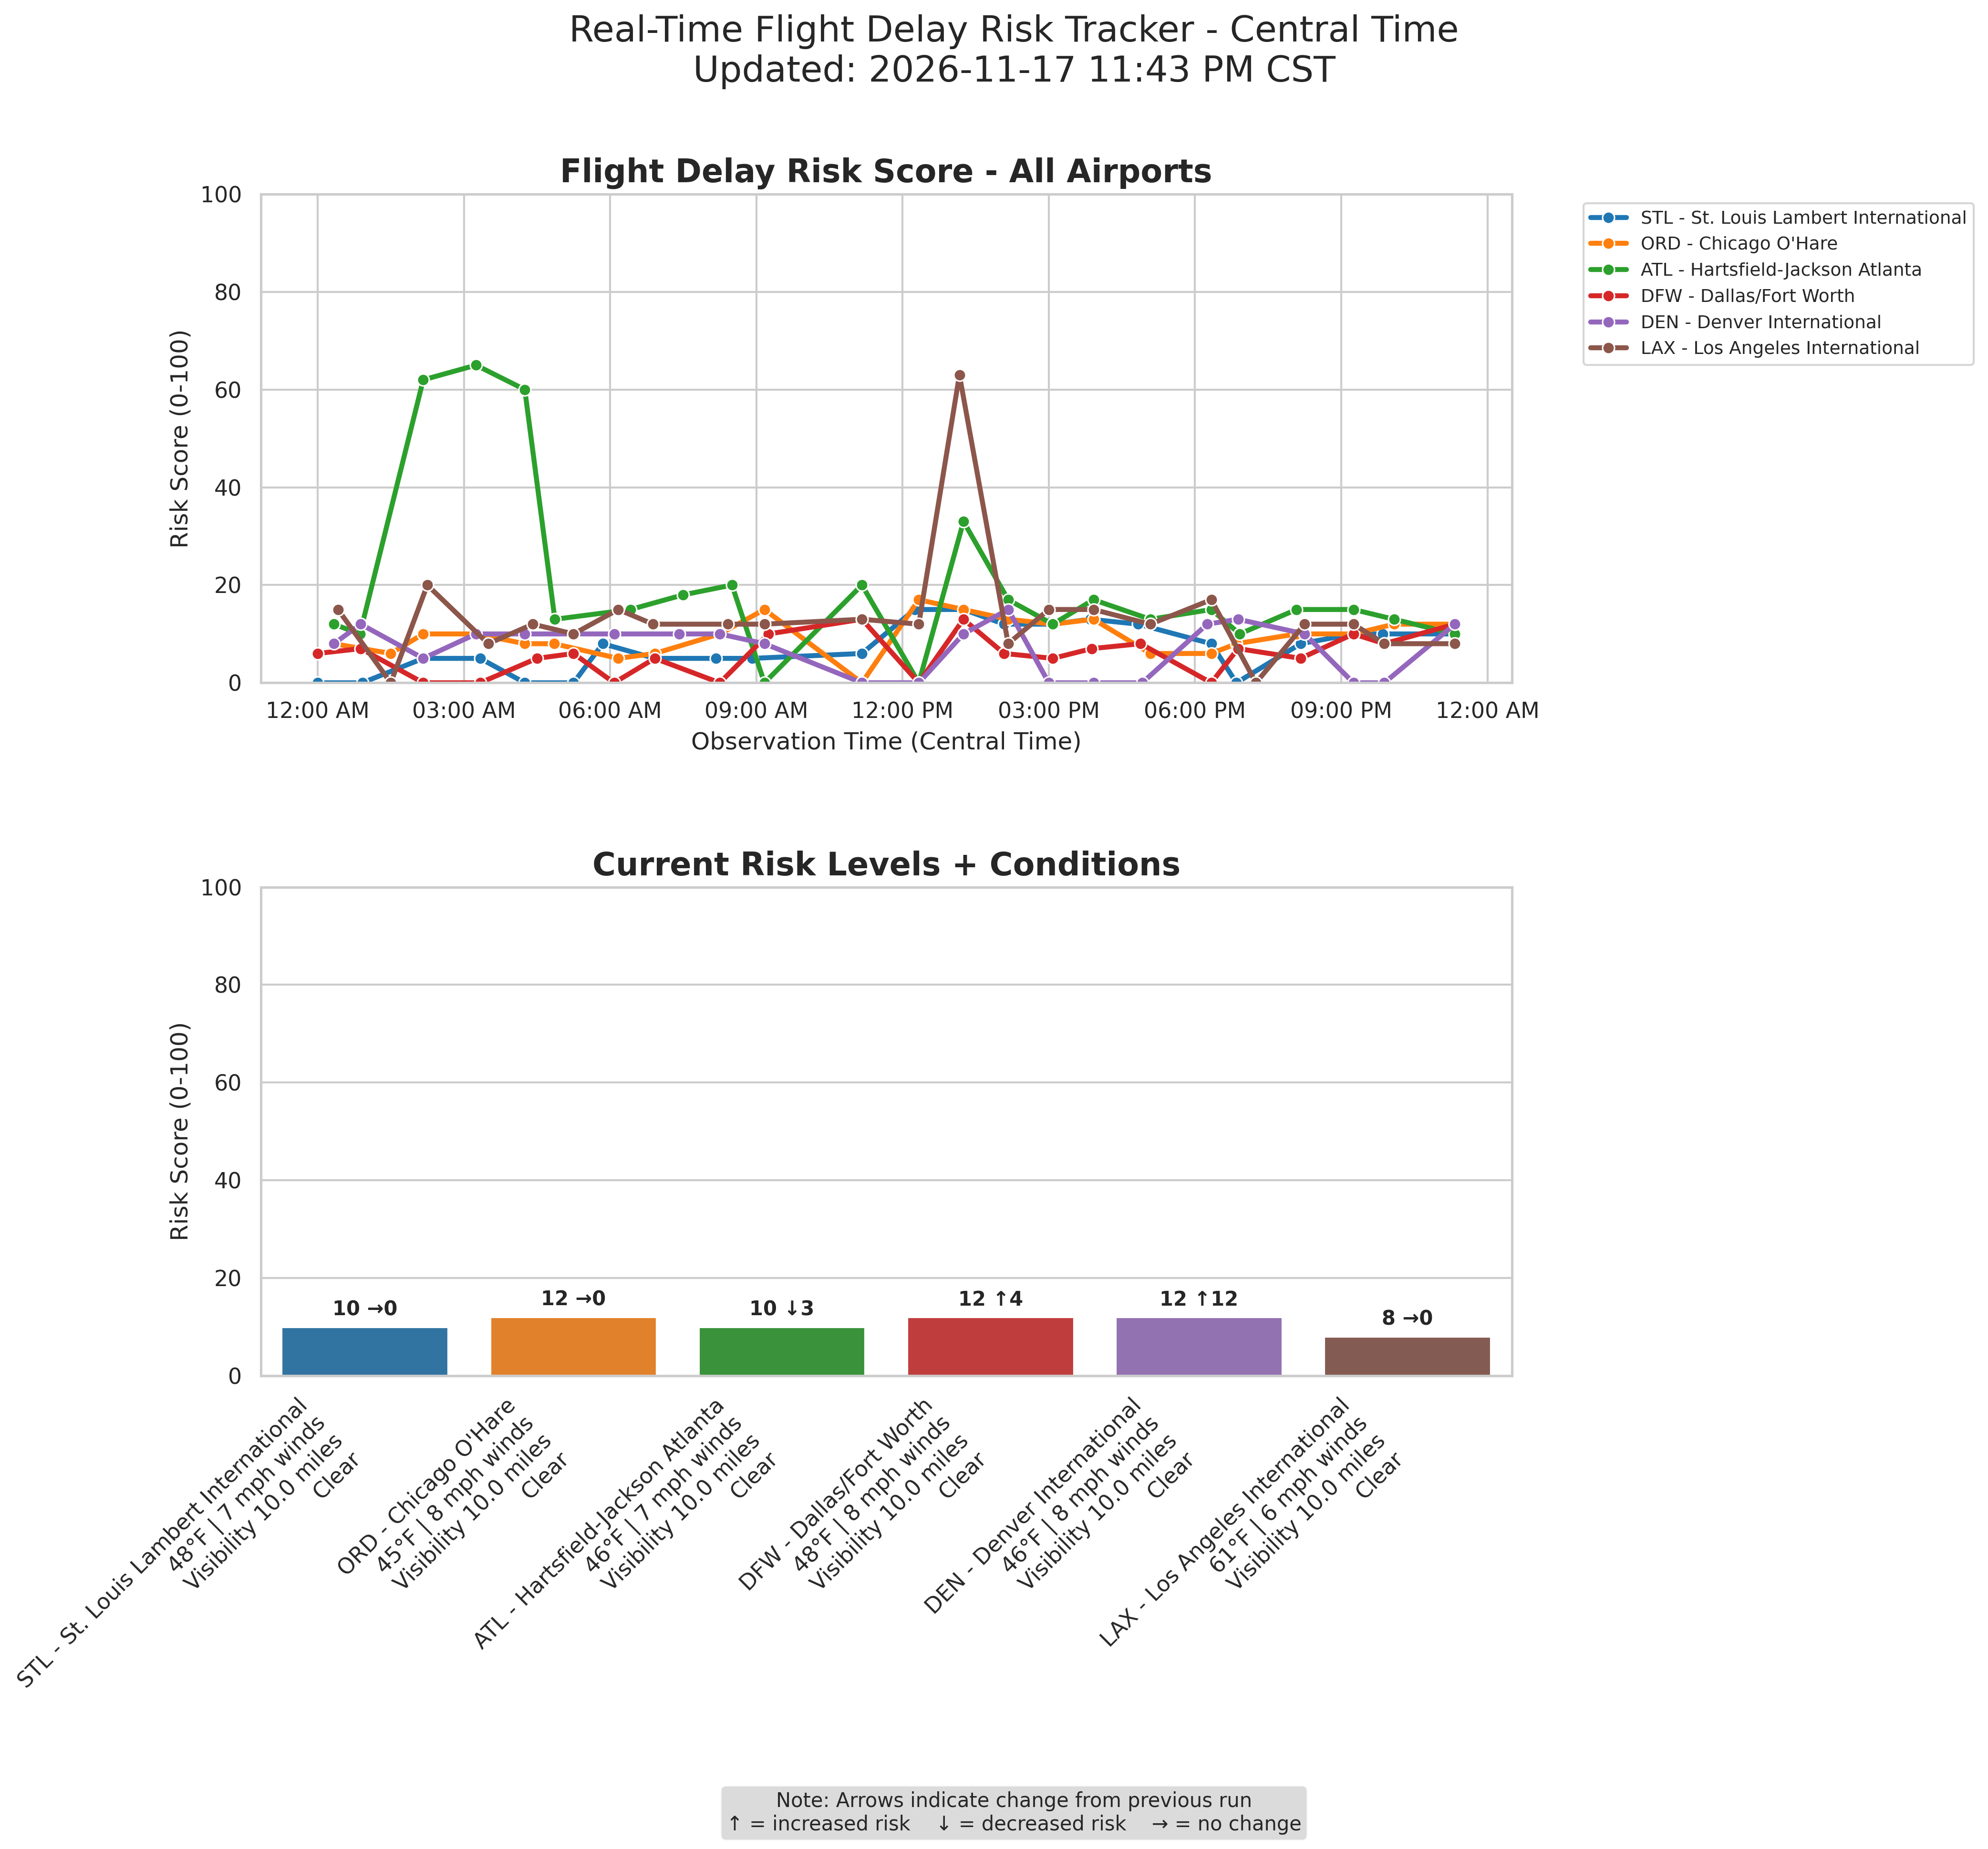 Real-Time Flight Delay Risk Tracker - Central Time
Updated: 2026-11-17 11:43 PM CST
Flight Delay Risk Score - All Airports
100
80
60
40
20
0
Risk Score (0-100)
12:00 AM
03:00 AM
06:00 AM
09:00 AM
12:00 PM
03:00 PM
06:00 PM
09:00 PM
12:00 AM
Observation Time (Central Time)
STL - St. Louis Lambert International
ORD - Chicago O'Hare
ATL - Hartsfield-Jackson Atlanta
DFW - Dallas/Fort Worth
DEN - Denver International
LAX - Los Angeles International
Current Risk Levels + Conditions
100
80
60
40
20
0
Risk Score (0-100)
10 →0
12 →0
10 ↓3
12 ↑4
12 ↑12
8 →0
STL - St. Louis Lambert International
48°F | 7 mph winds
Visibility 10.0 miles
Clear
ORD - Chicago O'Hare
45°F | 8 mph winds
Visibility 10.0 miles
Clear
ATL - Hartsfield-Jackson Atlanta
46°F | 7 mph winds
Visibility 10.0 miles
Clear
DFW - Dallas/Fort Worth
48°F | 8 mph winds
Visibility 10.0 miles
Clear
DEN - Denver International
46°F | 8 mph winds
Visibility 10.0 miles
Clear
LAX - Los Angeles International
61°F | 6 mph winds
Visibility 10.0 miles
Clear
Note: Arrows indicate change from previous run
↑ = increased risk    ↓ = decreased risk    → = no change